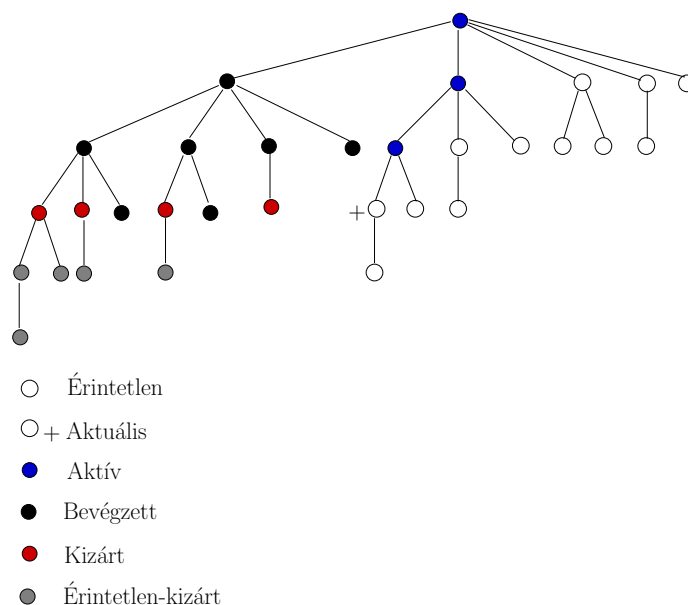 +
Érintetlen
+ Aktuális
Aktív
Bevégzett
Kizárt
Érintetlen-kizárt